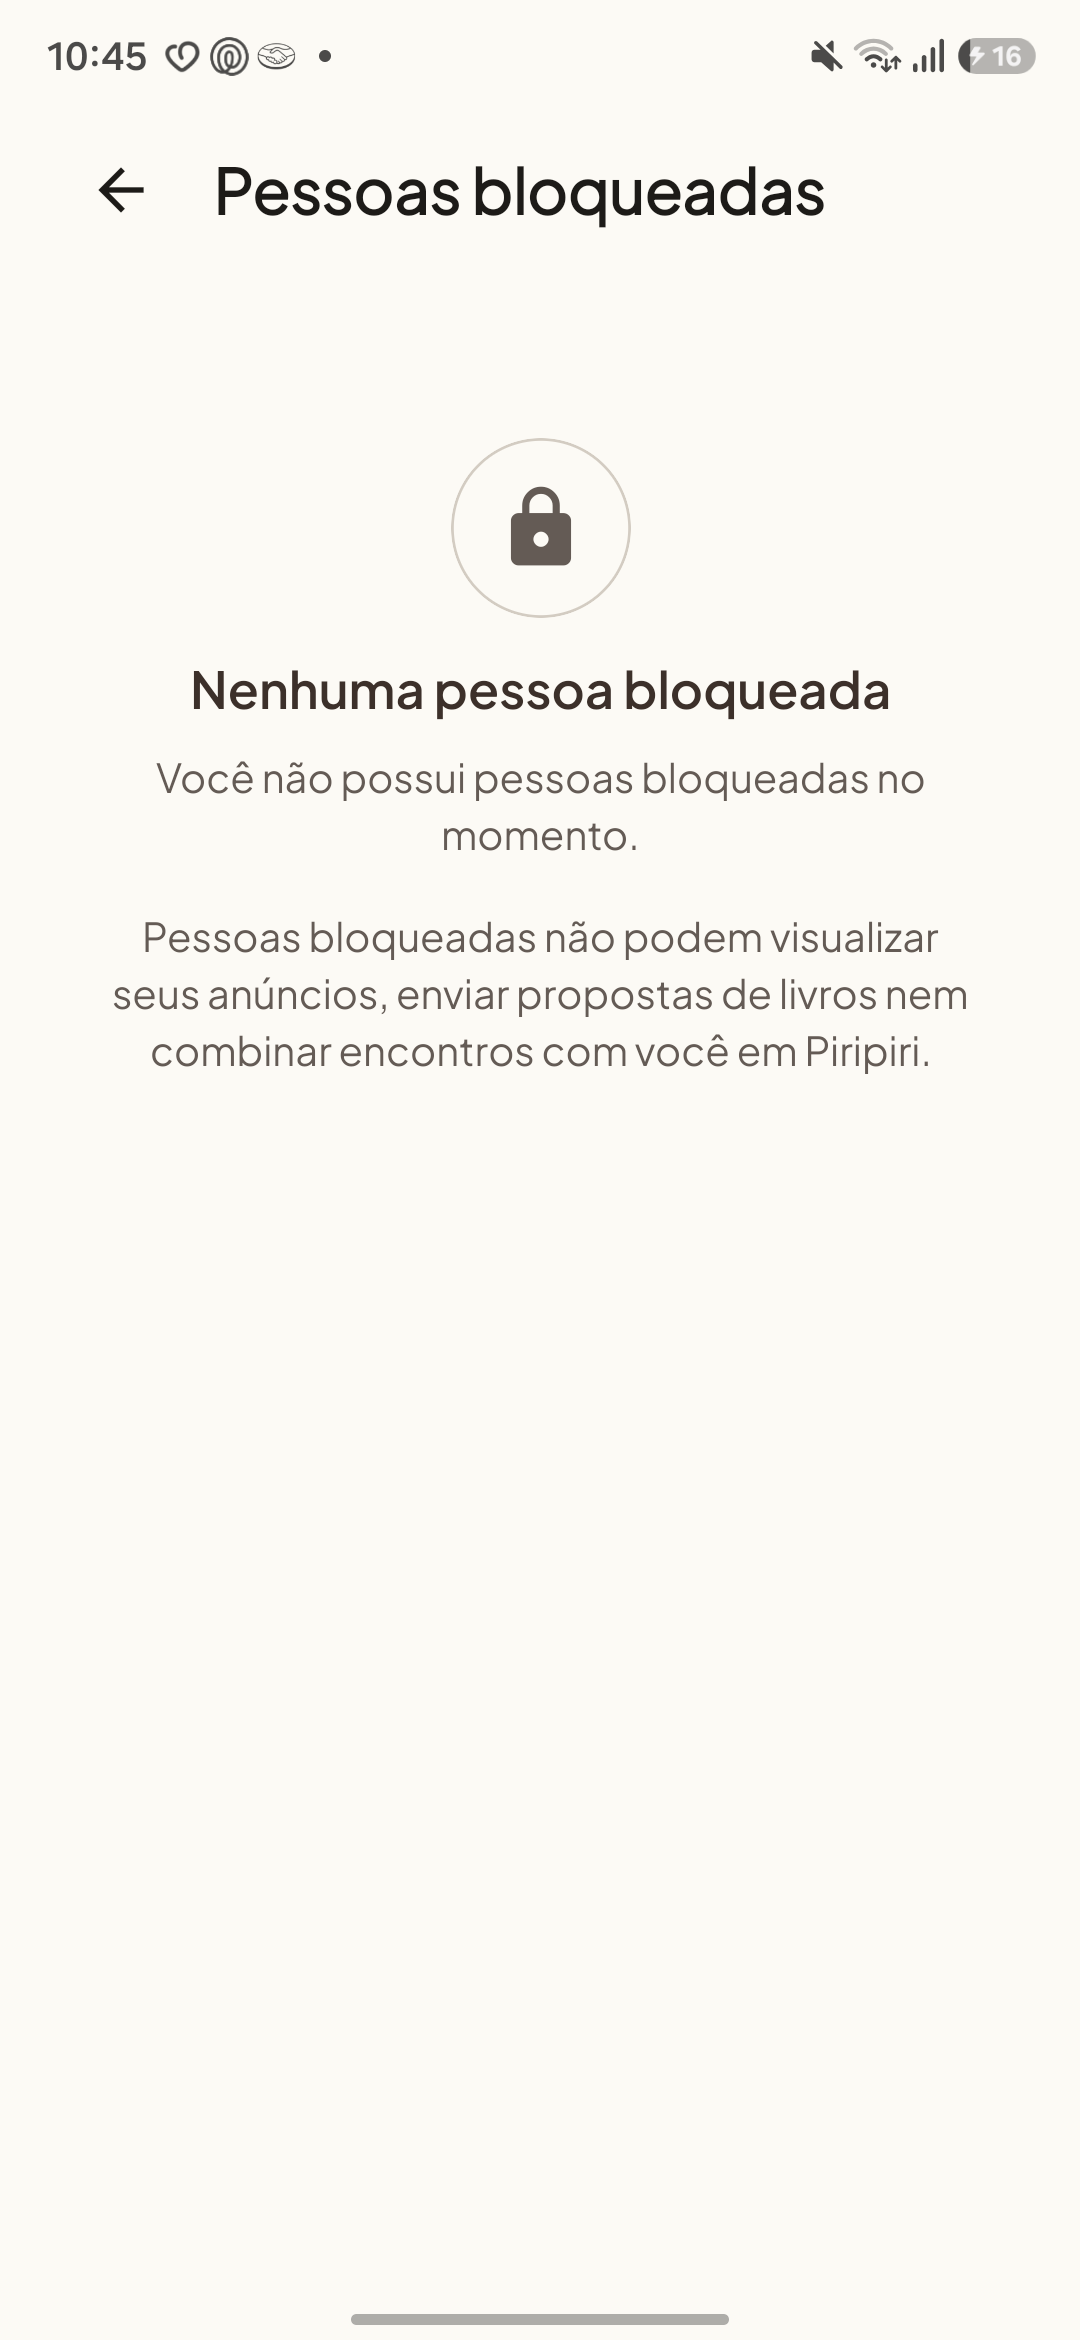 10:45
16
Pessoas bloqueadas
Nenhuma pessoa bloqueada
Você não possui pessoas bloqueadas no
momento.
Pessoas bloqueadas não podem visualizar
seus anúncios, enviar propostas de livros nem
combinar encontros com você em Piripiri.